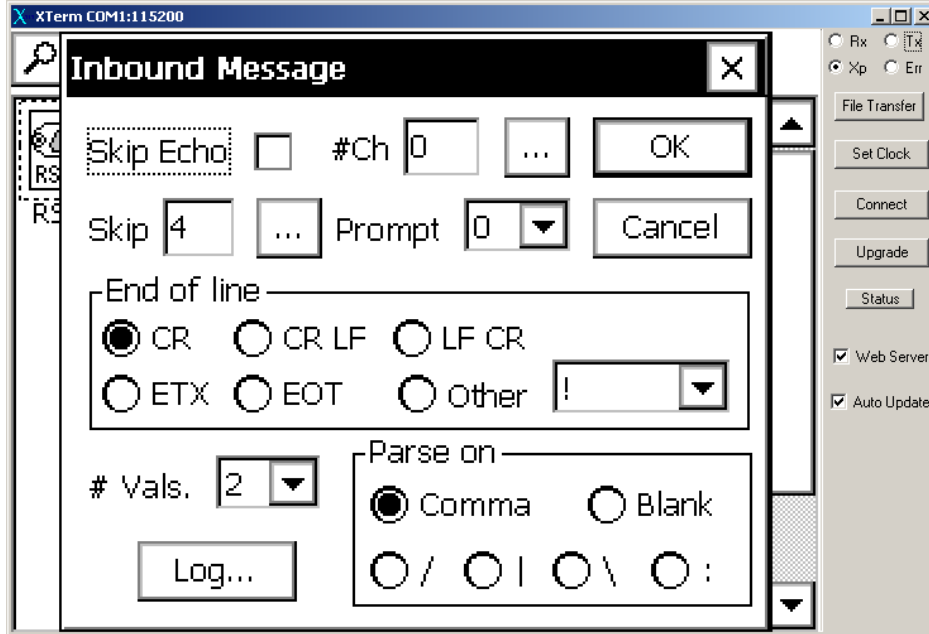 XTerm COM1:115200
Inbound Message
Rx Tx
Xp Err
File Transfer
Skip Echo #Ch 0 ... OK
Set Clock
RS
RS
Skip 4 ... Prompt 0 Cancel
Connect
Upgrade
End of line
CR CR LF LF CR
Status
ETX EOT Other !
Web Server
Auto Update
# Vals. 2
Parse on
Comma Blank
Log...
/ | \ :